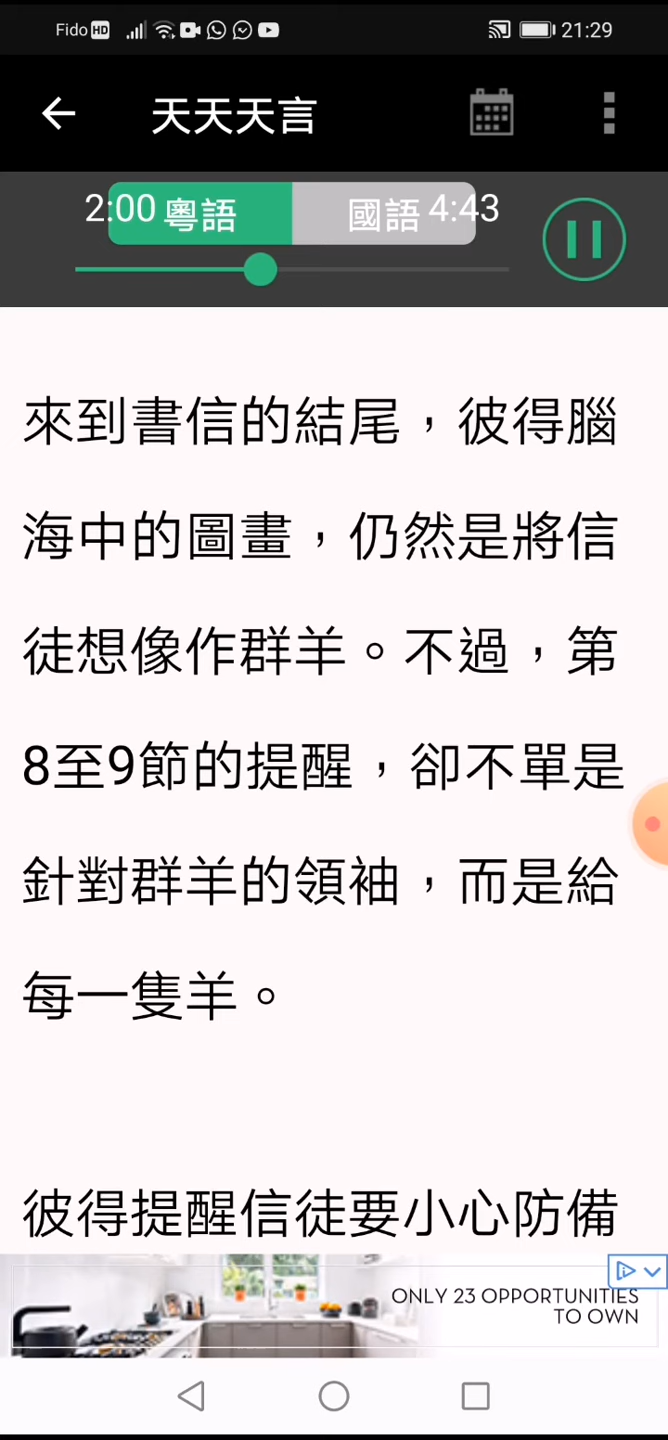 Fido HD 21:29
天天天言
2:00 粵語 國語 4:43
來到書信的結尾，彼得腦
海中的圖畫，仍然是將信
徒想像作群羊。不過，第
8至9節的提醒，卻不單是
針對群羊的領袖，而是給
每一隻羊。
彼得提醒信徒要小心防備
ONLY 23 OPPORTUNITIES
TO OWN